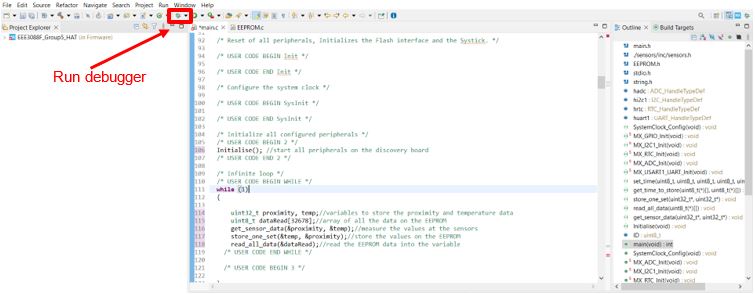 File Edit Source Refactor Navigate Search Project Run Window Help
Project Explorer
EEE3088F_Group5_HAT (in Firmware)
Run debugger
*main.c
EEPROM.c
92 /* Reset of all peripherals, Initializes the Flash interface and the Systick. */
93
94 /* USER CODE BEGIN Init */
95
96 /* USER CODE END Init */
97
98 /* Configure the system clock */
99
100 /* USER CODE BEGIN SysInit */
101
102 /* USER CODE END SysInit */
103
104 /* Initialize all configured peripherals */
105 /* USER CODE BEGIN 2 */
106 Initialise(); //start all peripherals on the discovery board
107 /* USER CODE END 2 */
108
109 /* Infinite loop */
110 /* USER CODE BEGIN WHILE */
111 while (1)
112 {
113
114 uint32_t proximity, temp;//variables to store the proximity and temperature data
115 uint8_t dataRead[32678];//array of all the data on the EEPROM
116 get_sensor_data(&proximity, &temp);//measure the values at the sensors
117 store_one_set(&temp, &proximity);//store the values on the EEPROM
118 read_all_data(&dataRead);//read the EEPROM data into the variable
119 /* USER CODE END WHILE */
120
121 /* USER CODE BEGIN 3 */
Outline
Build Targets
main.h
./sensors/inc/sensors.h
EEPROM.h
stdio.h
string.h
hadc : ADC_HandleTypeDef
hi2c1 : I2C_HandleTypeDef
hrtc : RTC_HandleTypeDef
huart1 : UART_HandleTypeDef
SystemClock_Config(void) : void
MX_GPIO_Init(void) : void
MX_I2C1_Init(void) : void
MX_RTC_Init(void) : void
MX_ADC_Init(void) : void
MX_USART1_UART_Init(void) : void
set_time(uint8_t, uint8_t, uint8_t, uint8_t, u
get_time_to_store(uint8_t(*)[], uint8_t(*)
store_one_set(uint32_t*, uint32_t*) : void
read_all_data(uint8_t(*)[]) : void
get_sensor_data(uint32_t*, uint32_t*) : vo
Initialise(void) : void
ID : uint8_t
main(void) : int
SystemClock_Config(void) : void
MX_ADC_Init(void) : void
MX_I2C1_Init(void) : void
MX_RTC_Init(void) : void